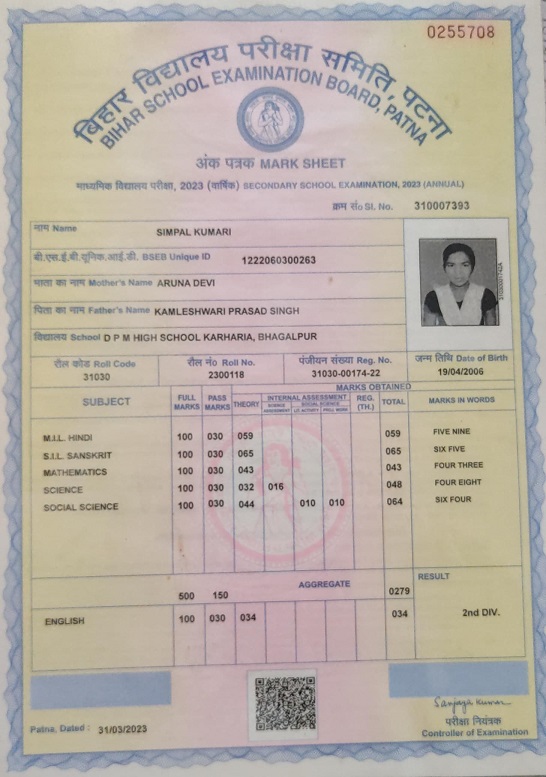 0255708
बिहार विद्यालय परीक्षा समिति, पटना
BIHAR SCHOOL EXAMINATION BOARD, PATNA
अंक पत्रक MARK SHEET
माध्यमिक विद्यालय परीक्षा, 2023 (वार्षिक) SECONDARY SCHOOL EXAMINATION, 2023 (ANNUAL)
क्रम सं० Sl. No. 310007393
नाम Name SIMPAL KUMARI
बी.एस.ई.बी.यूनिक.आई.डी. BSEB Unique ID 1222060300263
माता का नाम Mother's Name ARUNA DEVI
पिता का नाम Father's Name KAMLESHWARI PRASAD SINGH
विद्यालय School D P M HIGH SCHOOL KARHARIA, BHAGALPUR
रौल कोड Roll Code रौल नं० Roll No. पंजीयन संख्या Reg. No. जन्म तिथि Date of Birth
31030 2300118 31030-00174-22 19/04/2006
MARKS OBTAINED
SUBJECT FULL MARKS PASS MARKS THEORY INTERNAL ASSESSMENT REG. (TH.) TOTAL MARKS IN WORDS
SOCIAL SCIENCE
M.I.L. HINDI 100 030 059 059 FIVE NINE
S.I.L. SANSKRIT 100 030 065 065 SIX FIVE
MATHEMATICS 100 030 043 043 FOUR THREE
SCIENCE 100 030 032 016 048 FOUR EIGHT
SOCIAL SCIENCE 100 030 044 010 010 064 SIX FOUR
AGGREGATE RESULT
500 150 0279
ENGLISH 100 030 034 034 2nd DIV.
Sanjaya Kumar
परीक्षा नियंत्रक
Patna, Dated : 31/03/2023 Controller of Examination